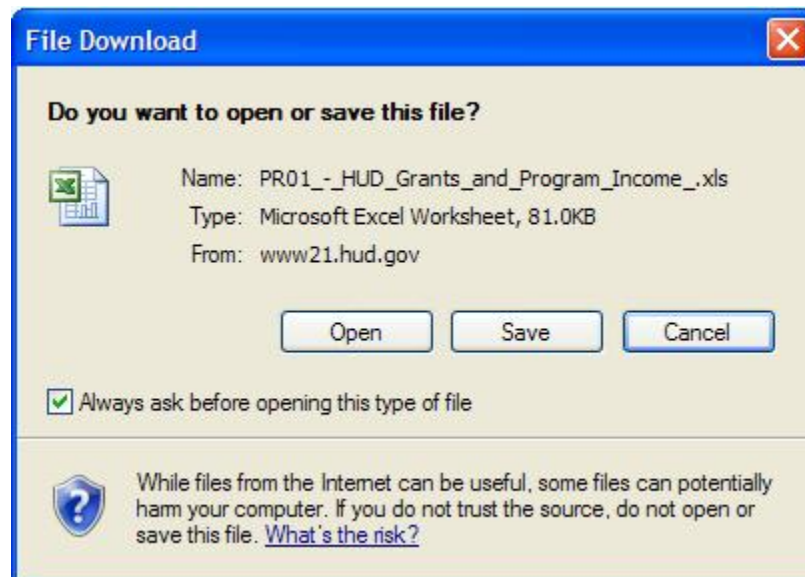 File Download
Do you want to open or save this file?
Name: PR01_-_HUD_Grants_and_Program_Income_.xls
Type: Microsoft Excel Worksheet, 81.0KB
From: www21.hud.gov
Open Save Cancel
Always ask before opening this type of file
While files from the Internet can be useful, some files can potentially
harm your computer. If you do not trust the source, do not open or
save this file. What's the risk?